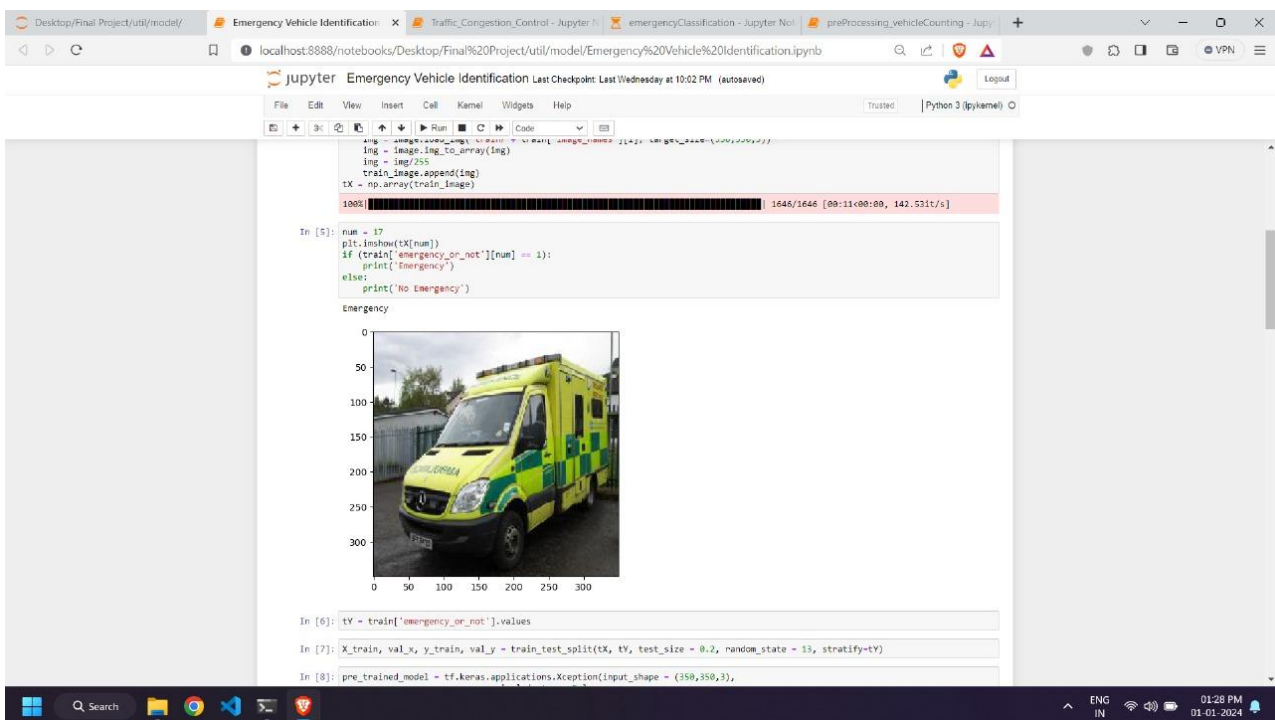 Desktop/Final Project/util/model/
Emergency Vehicle Identification
Traffic_Congestion_Control - Jupyter N
emergencyClassification - Jupyter Not
preProcessing_vehicleCounting - Jupy
localhost:8888/notebooks/Desktop/Final%20Project/util/model/Emergency%20Vehicle%20Identification.ipynb
VPN
jupyter Emergency Vehicle Identification Last Checkpoint: Last Wednesday at 10:02 PM (autosaved)
Logout
File Edit View Insert Cell Kernel Widgets Help
Trusted
Python 3 (ipykernel)
Run
Code
img = image.img_to_array(img)
img = img/255
train_image.append(img)
tX = np.array(train_image)
100%| | 1646/1646 [00:11<00:00, 142.53it/s]
In [5]: num = 17
plt.imshow(tX[num])
if (train['emergency_or_not'][num] == 1):
print('Emergency')
else:
print('No Emergency')
Emergency
0
50
100
150
200
250
300
0 50 100 150 200 250 300
In [6]: tY = train['emergency_or_not'].values
In [7]: X_train, val_x, y_train, val_y = train_test_split(tX, tY, test_size = 0.2, random_state = 13, stratify=tY)
In [8]: pre_trained_model = tf.keras.applications.Xception(input_shape = (350,350,3),
Search
ENG
IN
01:28 PM
01-01-2024